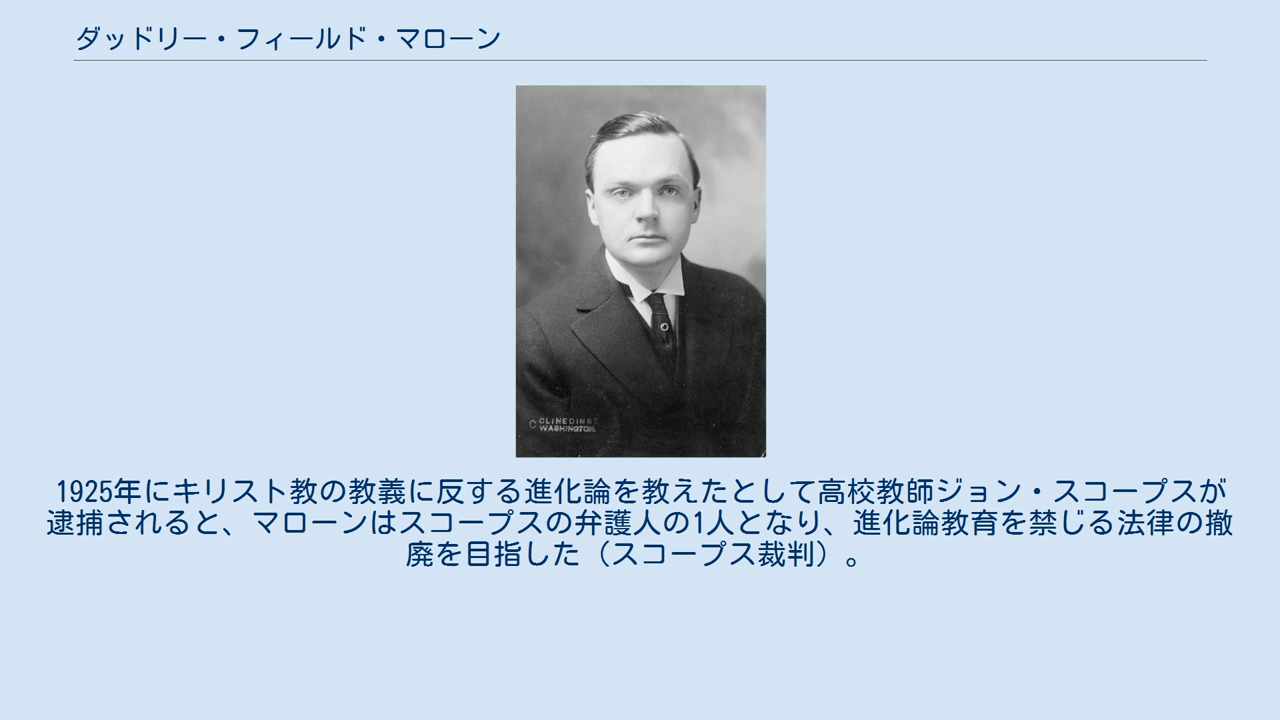 ダッドリー・フィールド・マローン
© CLINEDINST
WASHINGTON.
1925年にキリスト教の教義に反する進化論を教えたとして高校教師ジョン・スコープスが
逮捕されると、マローンはスコープスの弁護人の1人となり、進化論教育を禁じる法律の撤
廃を目指した（スコープス裁判）。